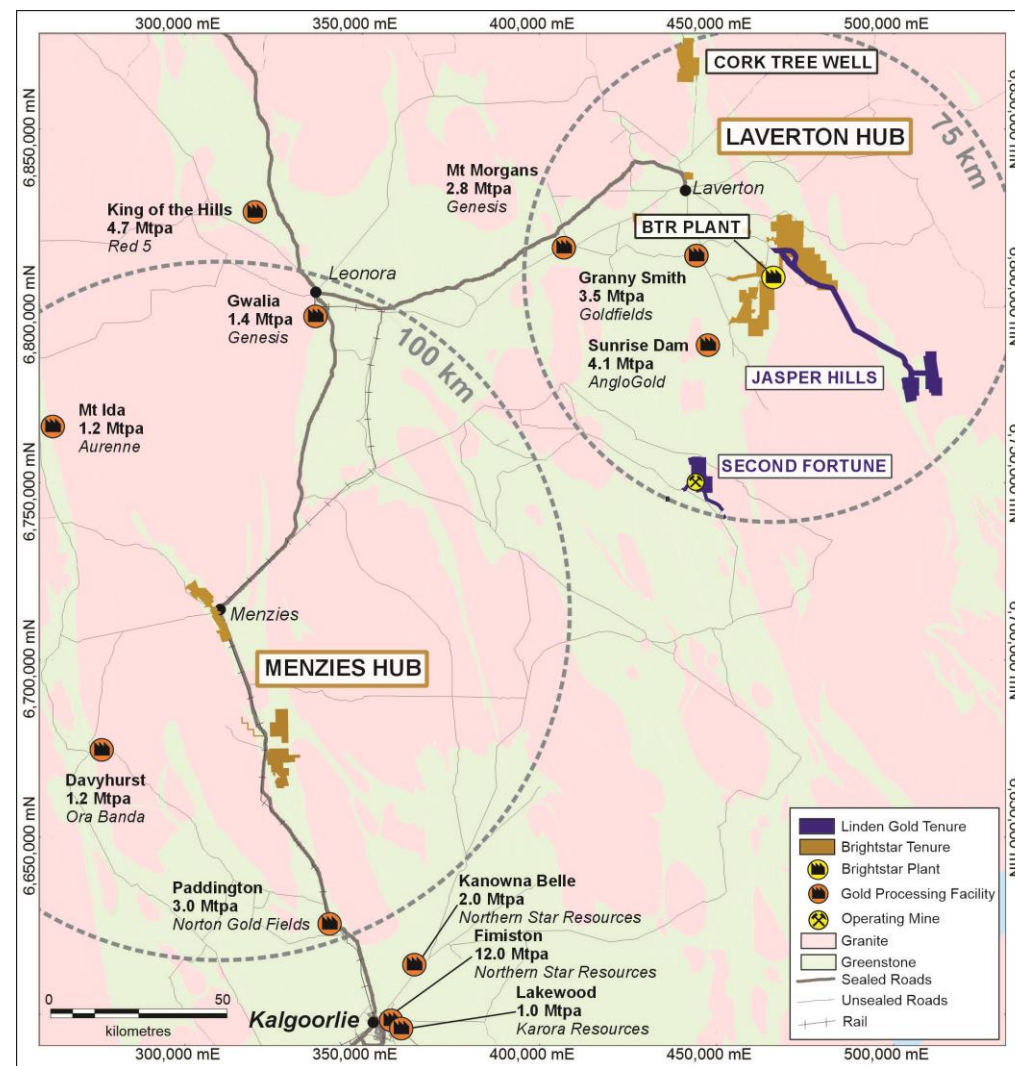 300,000 mE
350,000 mE
400,000 mE
450,000 mE
500,000 mE
CORK TREE WELL
6,850,000 mN
LAVERTON HUB
75 km
Mt Morgans
2.8 Mtpa
Genesis
Laverton
King of the Hills
4.7 Mtpa
Red 5
BTR PLANT
Leonora
Granny Smith
3.5 Mtpa
Goldfields
Gwalia
1.4 Mtpa
Genesis
6,800,000 mN
100 km
Sunrise Dam
4.1 Mtpa
AngloGold
JASPER HILLS
Mt Ida
1.2 Mtpa
Aurenne
SECOND FORTUNE
6,750,000 mN
Menzies
MENZIES HUB
6,700,000 mN
Davyhurst
1.2 Mtpa
Ora Banda
6,650,000 mN
Paddington
3.0 Mtpa
Norton Gold Fields
Kanowna Belle
2.0 Mtpa
Northern Star Resources
Fimiston
12.0 Mtpa
Northern Star Resources
Lakewood
1.0 Mtpa
Karora Resources
Kalgoorlie
0
50
kilometres
Linden Gold Tenure
Brightstar Tenure
Brightstar Plant
Gold Processing Facility
Operating Mine
Granite
Greenstone
Sealed Roads
Unsealed Roads
Rail
300,000 mE
350,000 mE
400,000 mE
450,000 mE
500,000 mE